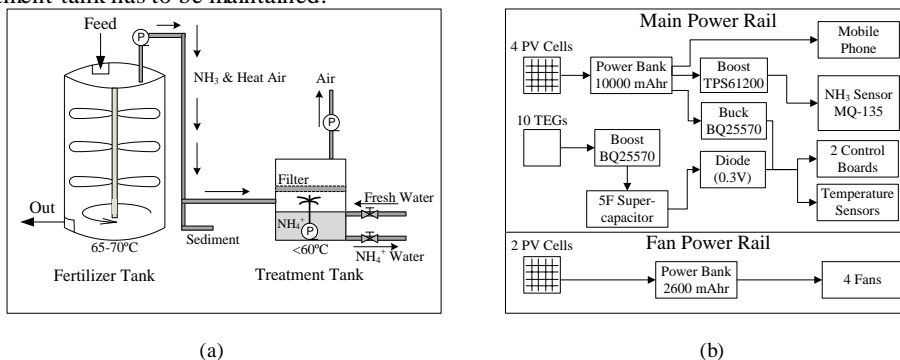 ement tank has to be maintained.
Feed
P
NH₃ & Heat Air
Air
P
Filter
Fresh Water
NH₄⁺
P
Out
Sediment
65-70ºC
<60ºC
NH₄⁺ Water
Fertilizer Tank
Treatment Tank
(a)
Main Power Rail
4 PV Cells
Power Bank
10000 mAhr
Boost
TPS61200
Mobile
Phone
NH₃ Sensor
MQ-135
Buck
BQ25570
10 TEGs
Boost
BQ25570
Diode
(0.3V)
2 Control
Boards
5F Super-
capacitor
Temperature
Sensors
2 PV Cells
Fan Power Rail
Power Bank
2600 mAhr
4 Fans
(b)